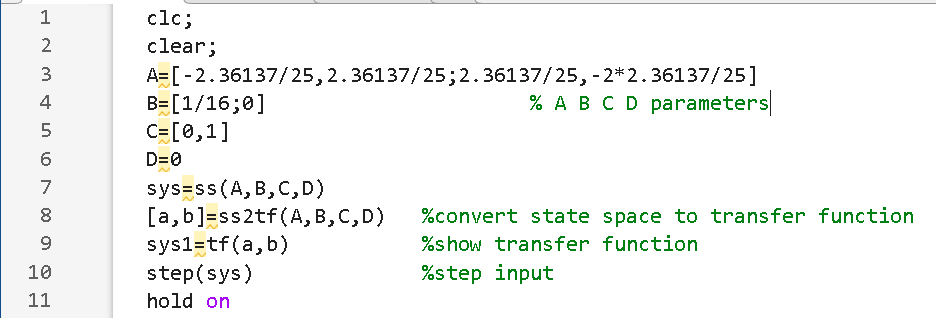 1 clc;
2 clear;
3 A=[-2.36137/25,2.36137/25;2.36137/25,-2*2.36137/25]
4 B=[1/16;0] % A B C D parameters
5 C=[0,1]
6 D=0
7 sys=ss(A,B,C,D)
8 [a,b]=ss2tf(A,B,C,D) %convert state space to transfer function
9 sys1=tf(a,b) %show transfer function
10 step(sys) %step input
11 hold on